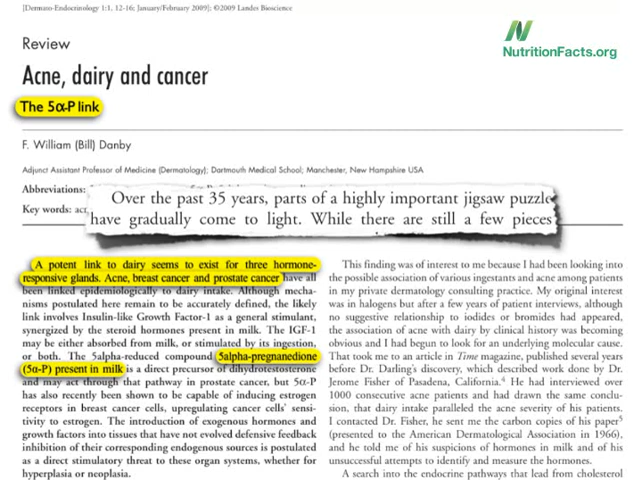 [Dermato-Endocrinology 1:1, 12-16; January/February 2009]; ©2009 Landes Bioscience
Review
NutritionFacts.org
Acne, dairy and cancer
The 5α-P link
F. William (Bill) Danby
Adjunct Assistant Professor of Medicine (Dermatology); Dartmouth Medical School; Manchester, New Hampshire USA
Abbreviations:
Key words: acr
Over the past 35 years, parts of a highly important jigsaw puzzle
have gradually come to light. While there are still a few pieces
A potent link to dairy seems to exist for three hormone-
responsive glands. Acne, breast cancer and prostate cancer have all
been linked epidemiologically to dairy intake. Although mecha-
nisms postulated here remain to be accurately defined, the likely
link involves Insulin-like Growth Factor-1 as a general stimulant,
synergized by the steroid hormones present in milk. The IGF-1
may be either absorbed from milk, or stimulated by its ingestion,
or both. The 5alpha-reduced compound 5alpha-pregnanedione
(5α-P) present in milk is a direct precursor of dihydrotestosterone
and may act through that pathway in prostate cancer, but 5α-P
has also recently been shown to be capable of inducing estrogen
receptors in breast cancer cells, upregulating cancer cells' sensi-
tivity to estrogen. The introduction of exogenous hormones and
growth factors into tissues that have not evolved defensive feedback
inhibition of their corresponding endogenous sources is postulated
as a direct stimulatory threat to these organ systems, whether for
hyperplasia or neoplasia.
This finding was of interest to me because I had been looking into
the possible association of various ingestants and acne among patients
in my private dermatology consulting practice. My original interest
was in halogens but after a few years of patient interviews, although
no suggestive relationship to iodides or bromides had appeared,
the association of acne with dairy by clinical history was becoming
obvious and I had begun to look for an underlying molecular cause.
That took me to an article in Time magazine, published several years
before Dr. Darling's discovery, which described work done by Dr.
Jerome Fisher of Pasadena, California.4 He had interviewed over
1000 consecutive acne patients and had drawn the same conclu-
sion, that dairy intake paralleled the acne severity of his patients.
I contacted Dr. Fisher, he sent me the carbon copies of his paper5
(presented to the American Dermatological Association in 1966),
and he told me of his suspicions of hormones in milk and of his
unsuccessful attempts to identify and measure the hormones.
A search into the endocrine pathways that lead from cholesterol